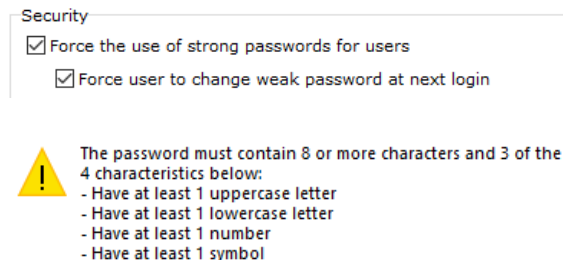 Security
Force the use of strong passwords for users
Force user to change weak password at next login
The password must contain 8 or more characters and 3 of the
4 characteristics below:
- Have at least 1 uppercase letter
- Have at least 1 lowercase letter
- Have at least 1 number
- Have at least 1 symbol